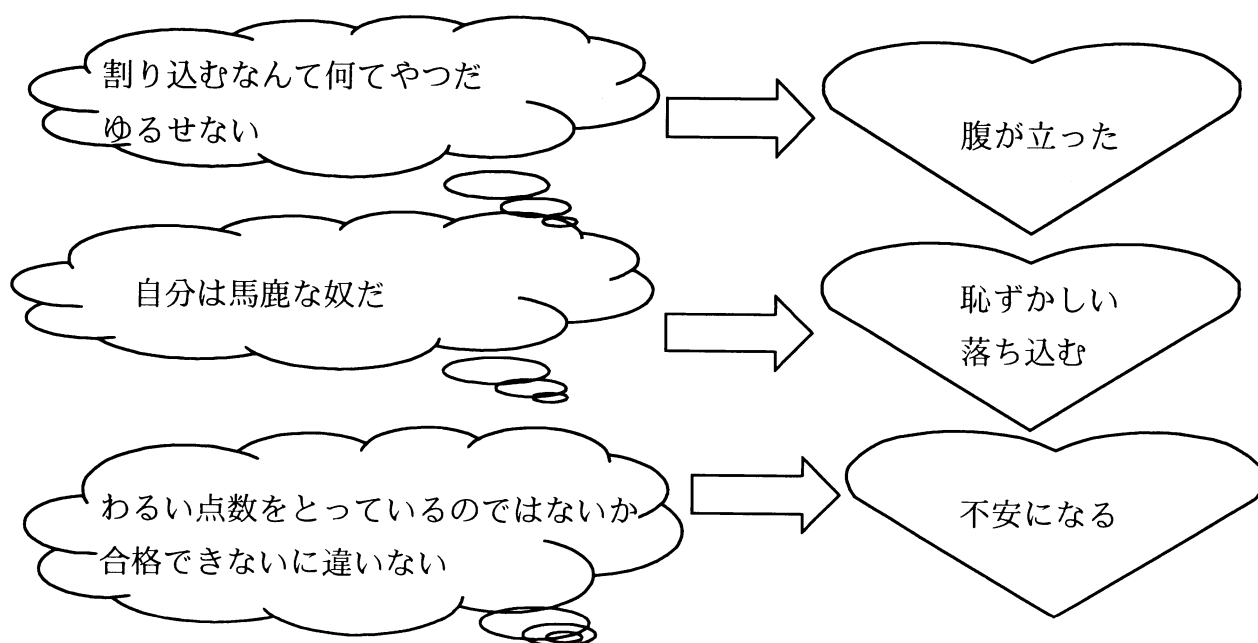 割り込むなんて何てやつだ
ゆるせない
腹が立った
自分は馬鹿な奴だ
恥ずかしい
落ち込む
わるい点数をとっているのではないか
合格できないに違いない
不安になる